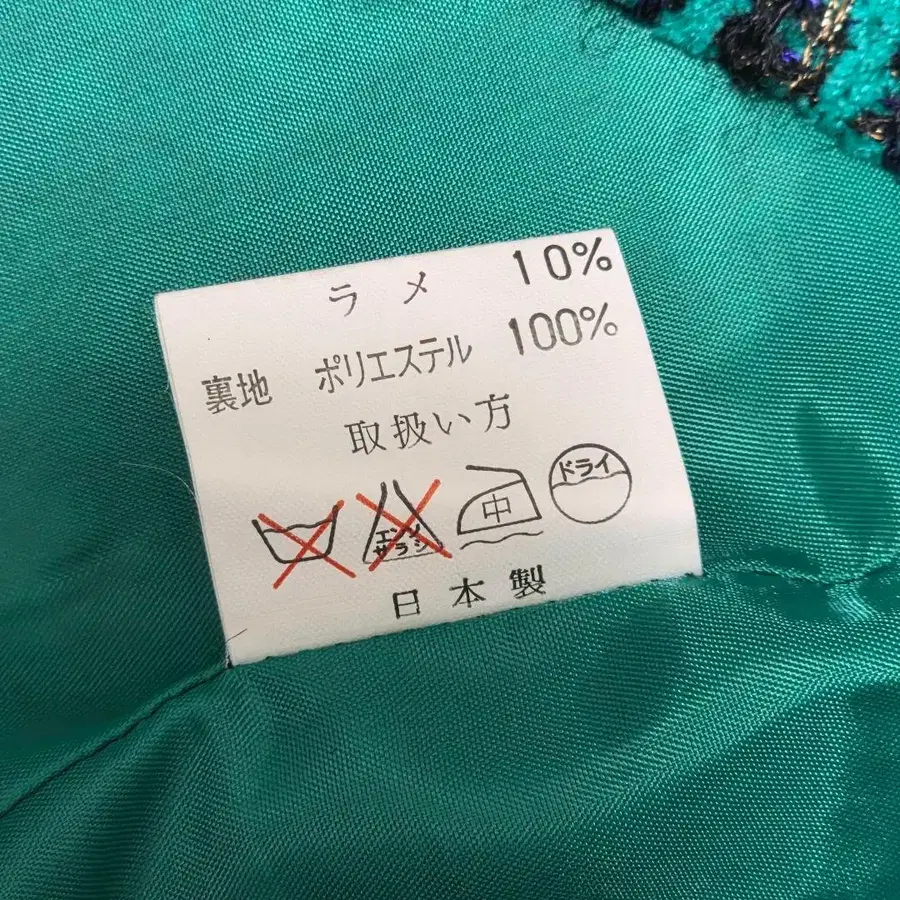 ラメ 10%
裏地 ポリエステル 100%
取扱い方
エンソ
サラシ
中
ドライ
日本製